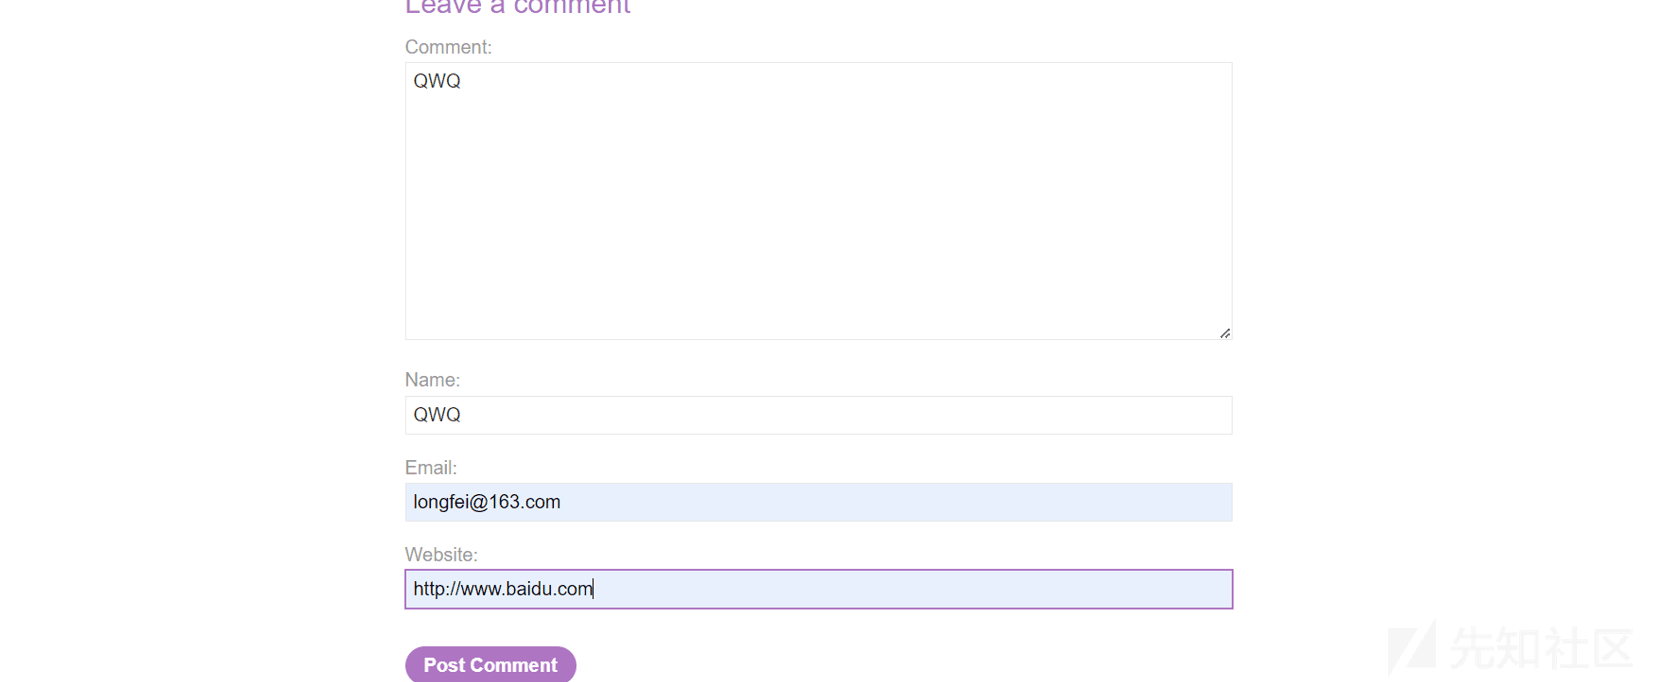 Leave a comment
Comment:
QWQ
Name:
QWQ
Email:
longfei@163.com
Website:
http://www.baidu.com
Post Comment
先知社区